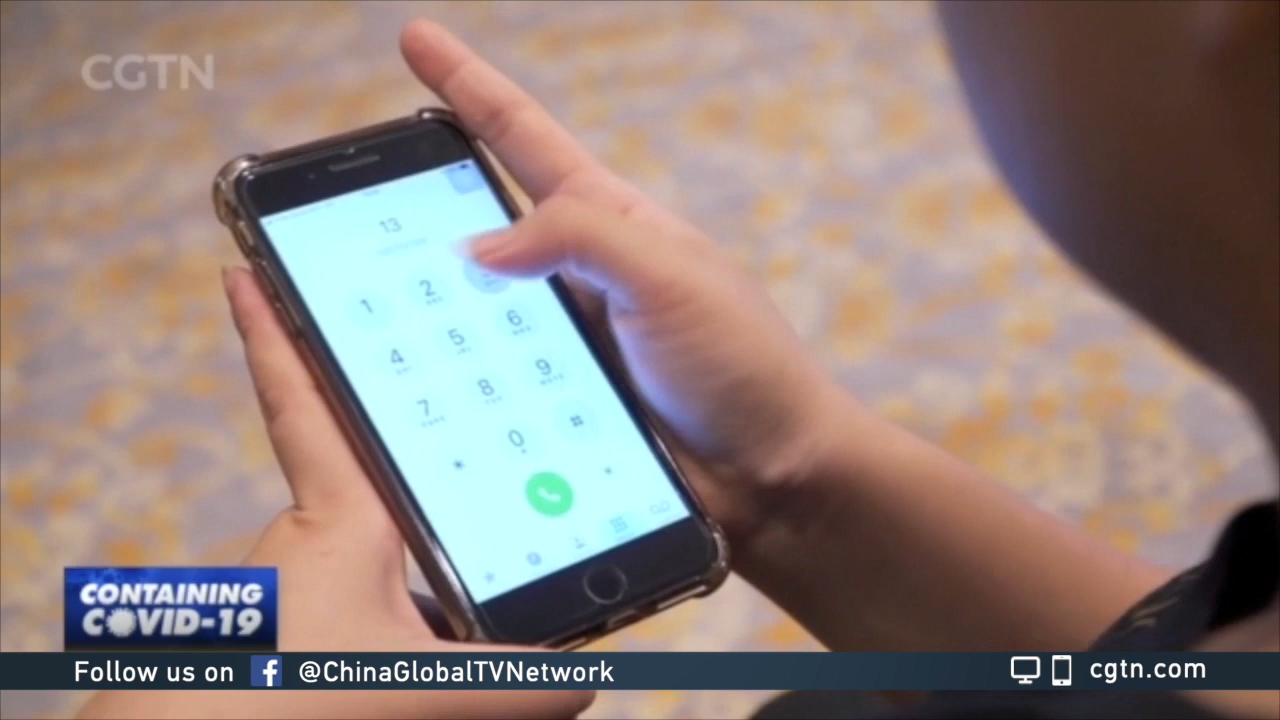 CGTN
13
1
2
4
5
6
7
8
9
*
0
#
CONTAINING
COVID-19
Follow us on
@ChinaGlobalTVNetwork
cgtn.com